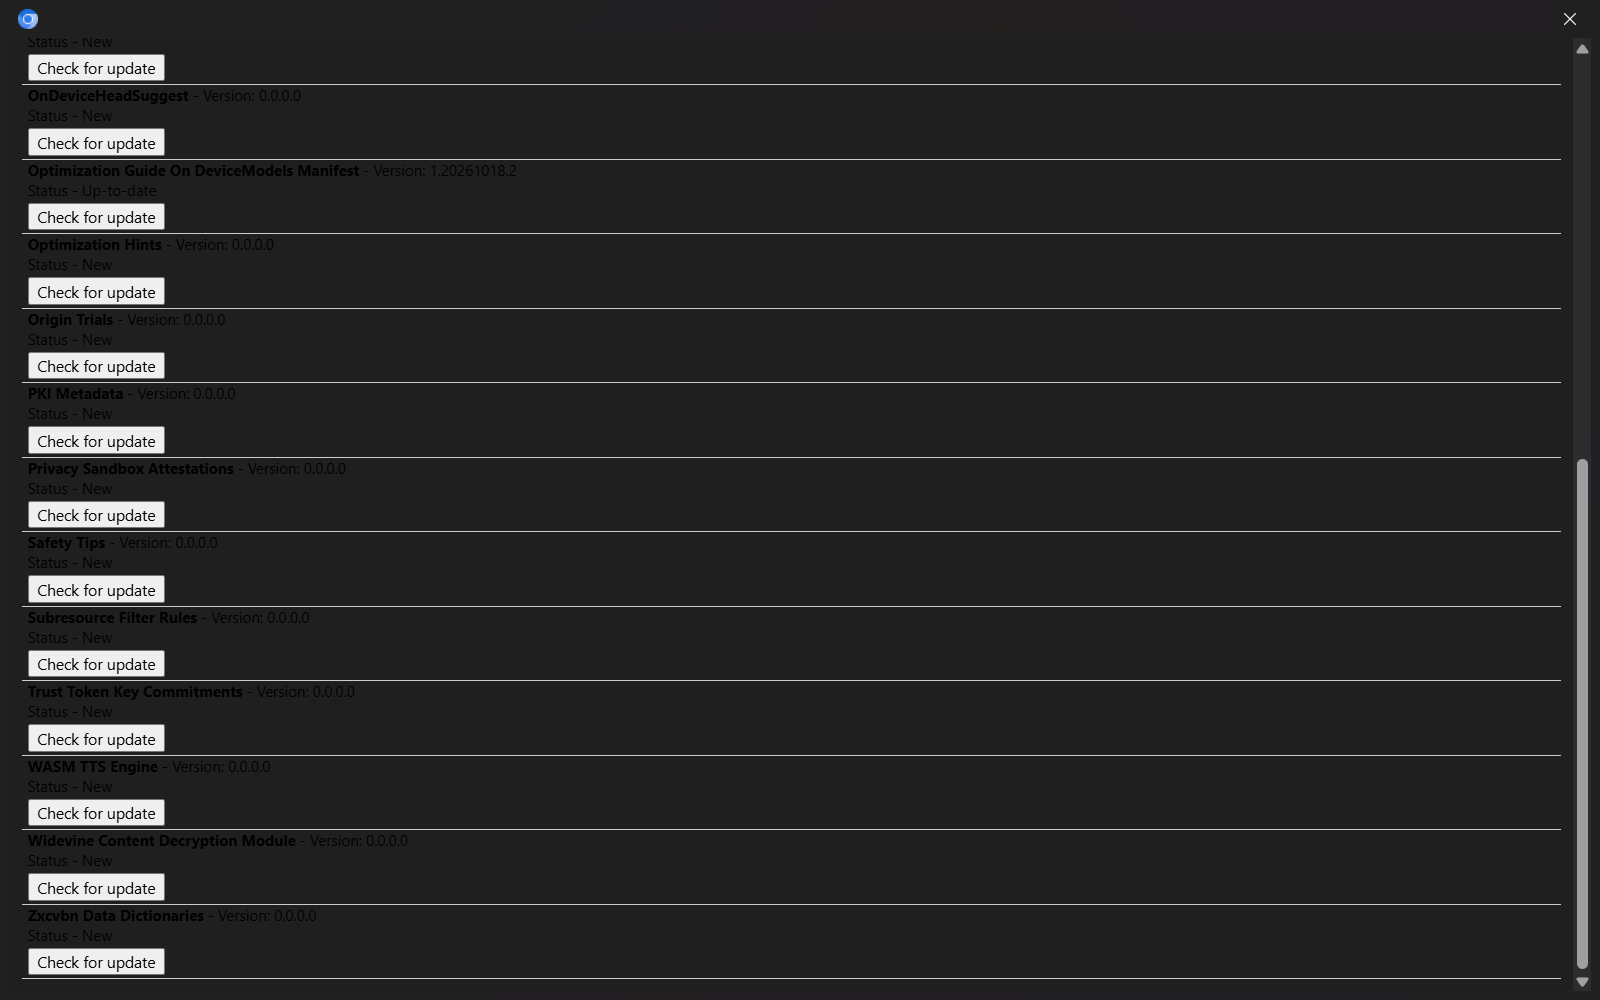 Status - New
Check for update
OnDeviceHeadSuggest - Version: 0.0.0.0
Status - New
Check for update
Optimization Guide On DeviceModels Manifest - Version: 1.20261018.2
Status - Up-to-date
Check for update
Optimization Hints - Version: 0.0.0.0
Status - New
Check for update
Origin Trials - Version: 0.0.0.0
Status - New
Check for update
PKI Metadata - Version: 0.0.0.0
Status - New
Check for update
Privacy Sandbox Attestations - Version: 0.0.0.0
Status - New
Check for update
Safety Tips - Version: 0.0.0.0
Status - New
Check for update
Subresource Filter Rules - Version: 0.0.0.0
Status - New
Check for update
Trust Token Key Commitments - Version: 0.0.0.0
Status - New
Check for update
WASM TTS Engine - Version: 0.0.0.0
Status - New
Check for update
Widevine Content Decryption Module - Version: 0.0.0.0
Status - New
Check for update
Zxcvbn Data Dictionaries - Version: 0.0.0.0
Status - New
Check for update